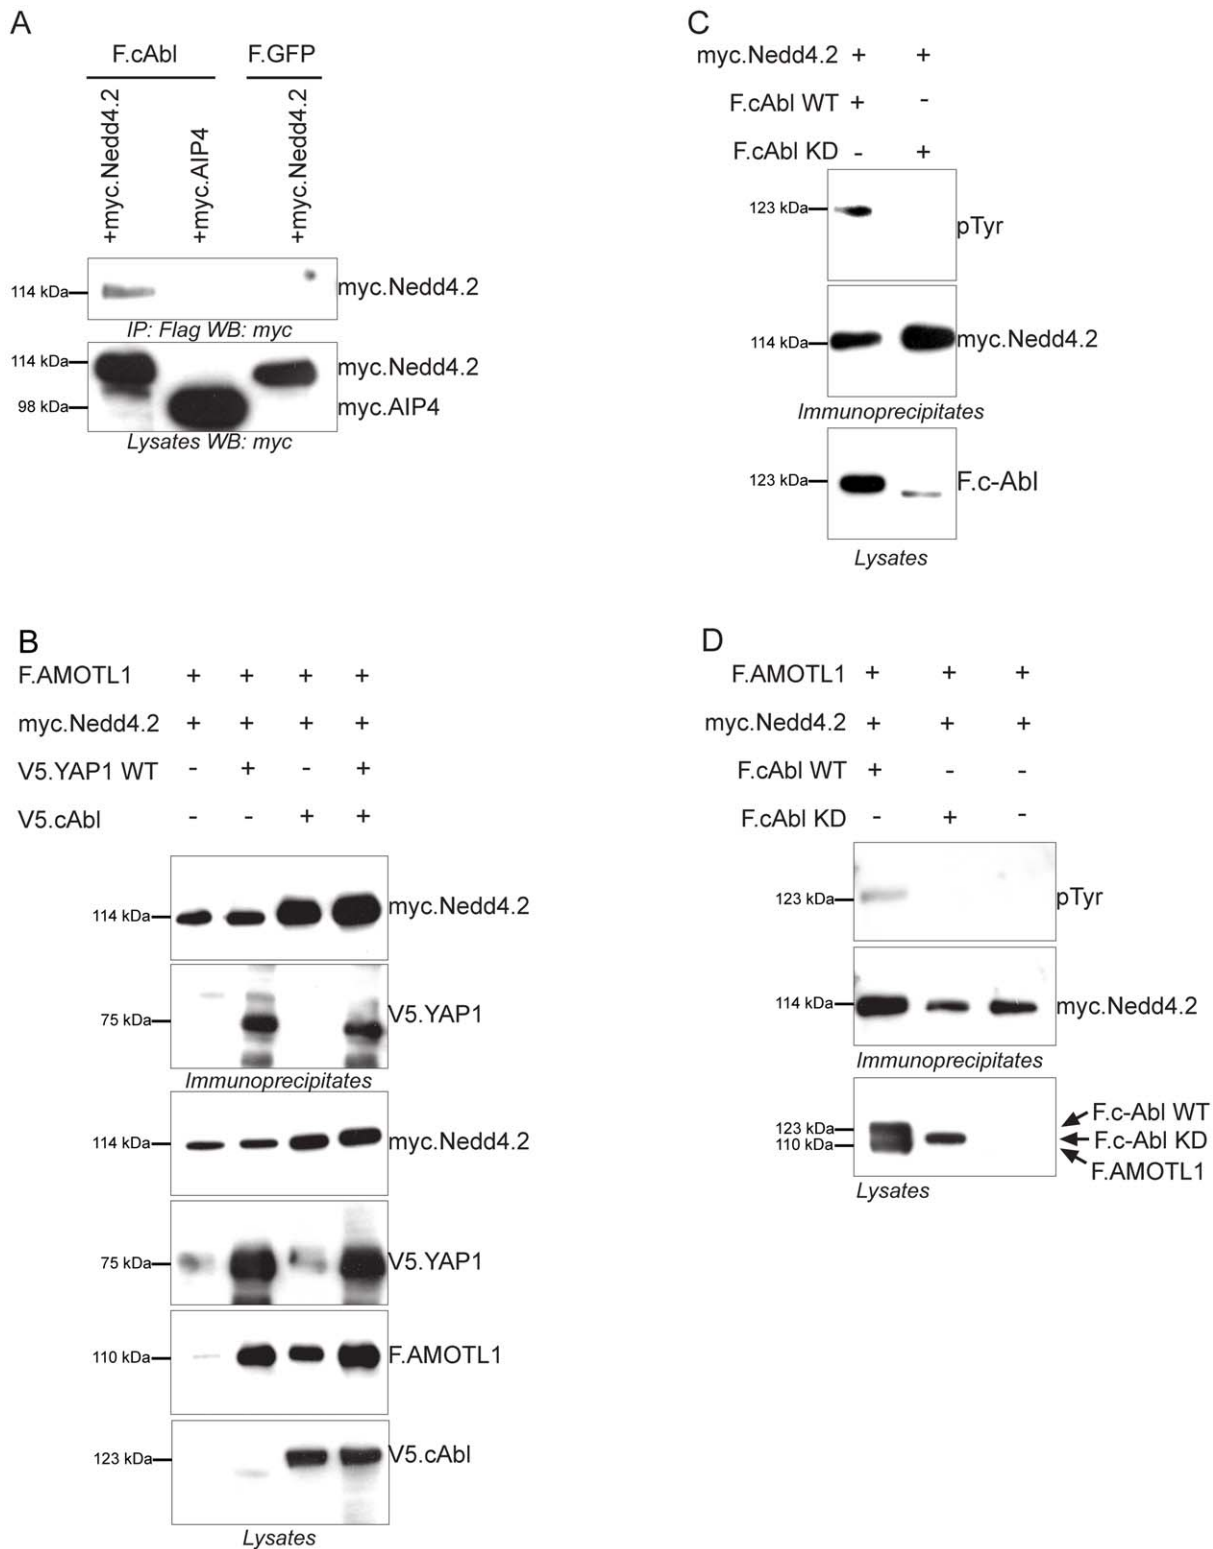 A
F.cAbl F.GFP
+myc.Nedd4.2 +myc.AIP4 +myc.Nedd4.2
114 kDa myc.Nedd4.2
IP: Flag WB: myc
114 kDa myc.Nedd4.2
98 kDa myc.AIP4
Lysates WB: myc
C
myc.Nedd4.2 + +
F.cAbl WT + -
F.cAbl KD - +
123 kDa pTyr
114 kDa myc.Nedd4.2
Immunoprecipitates
123 kDa F.c-Abl
Lysates
B
F.AMOTL1 + + + +
myc.Nedd4.2 + + + +
V5.YAP1 WT - + - +
V5.cAbl - - + +
114 kDa myc.Nedd4.2
75 kDa V5.YAP1
Immunoprecipitates
114 kDa myc.Nedd4.2
75 kDa V5.YAP1
110 kDa F.AMOTL1
123 kDa V5.cAbl
Lysates
D
F.AMOTL1 + + +
myc.Nedd4.2 + + +
F.cAbl WT + - -
F.cAbl KD - + -
123 kDa pTyr
114 kDa myc.Nedd4.2
Immunoprecipitates
F.c-Abl WT
123 kDa F.c-Abl KD
110 kDa F.AMOTL1
Lysates